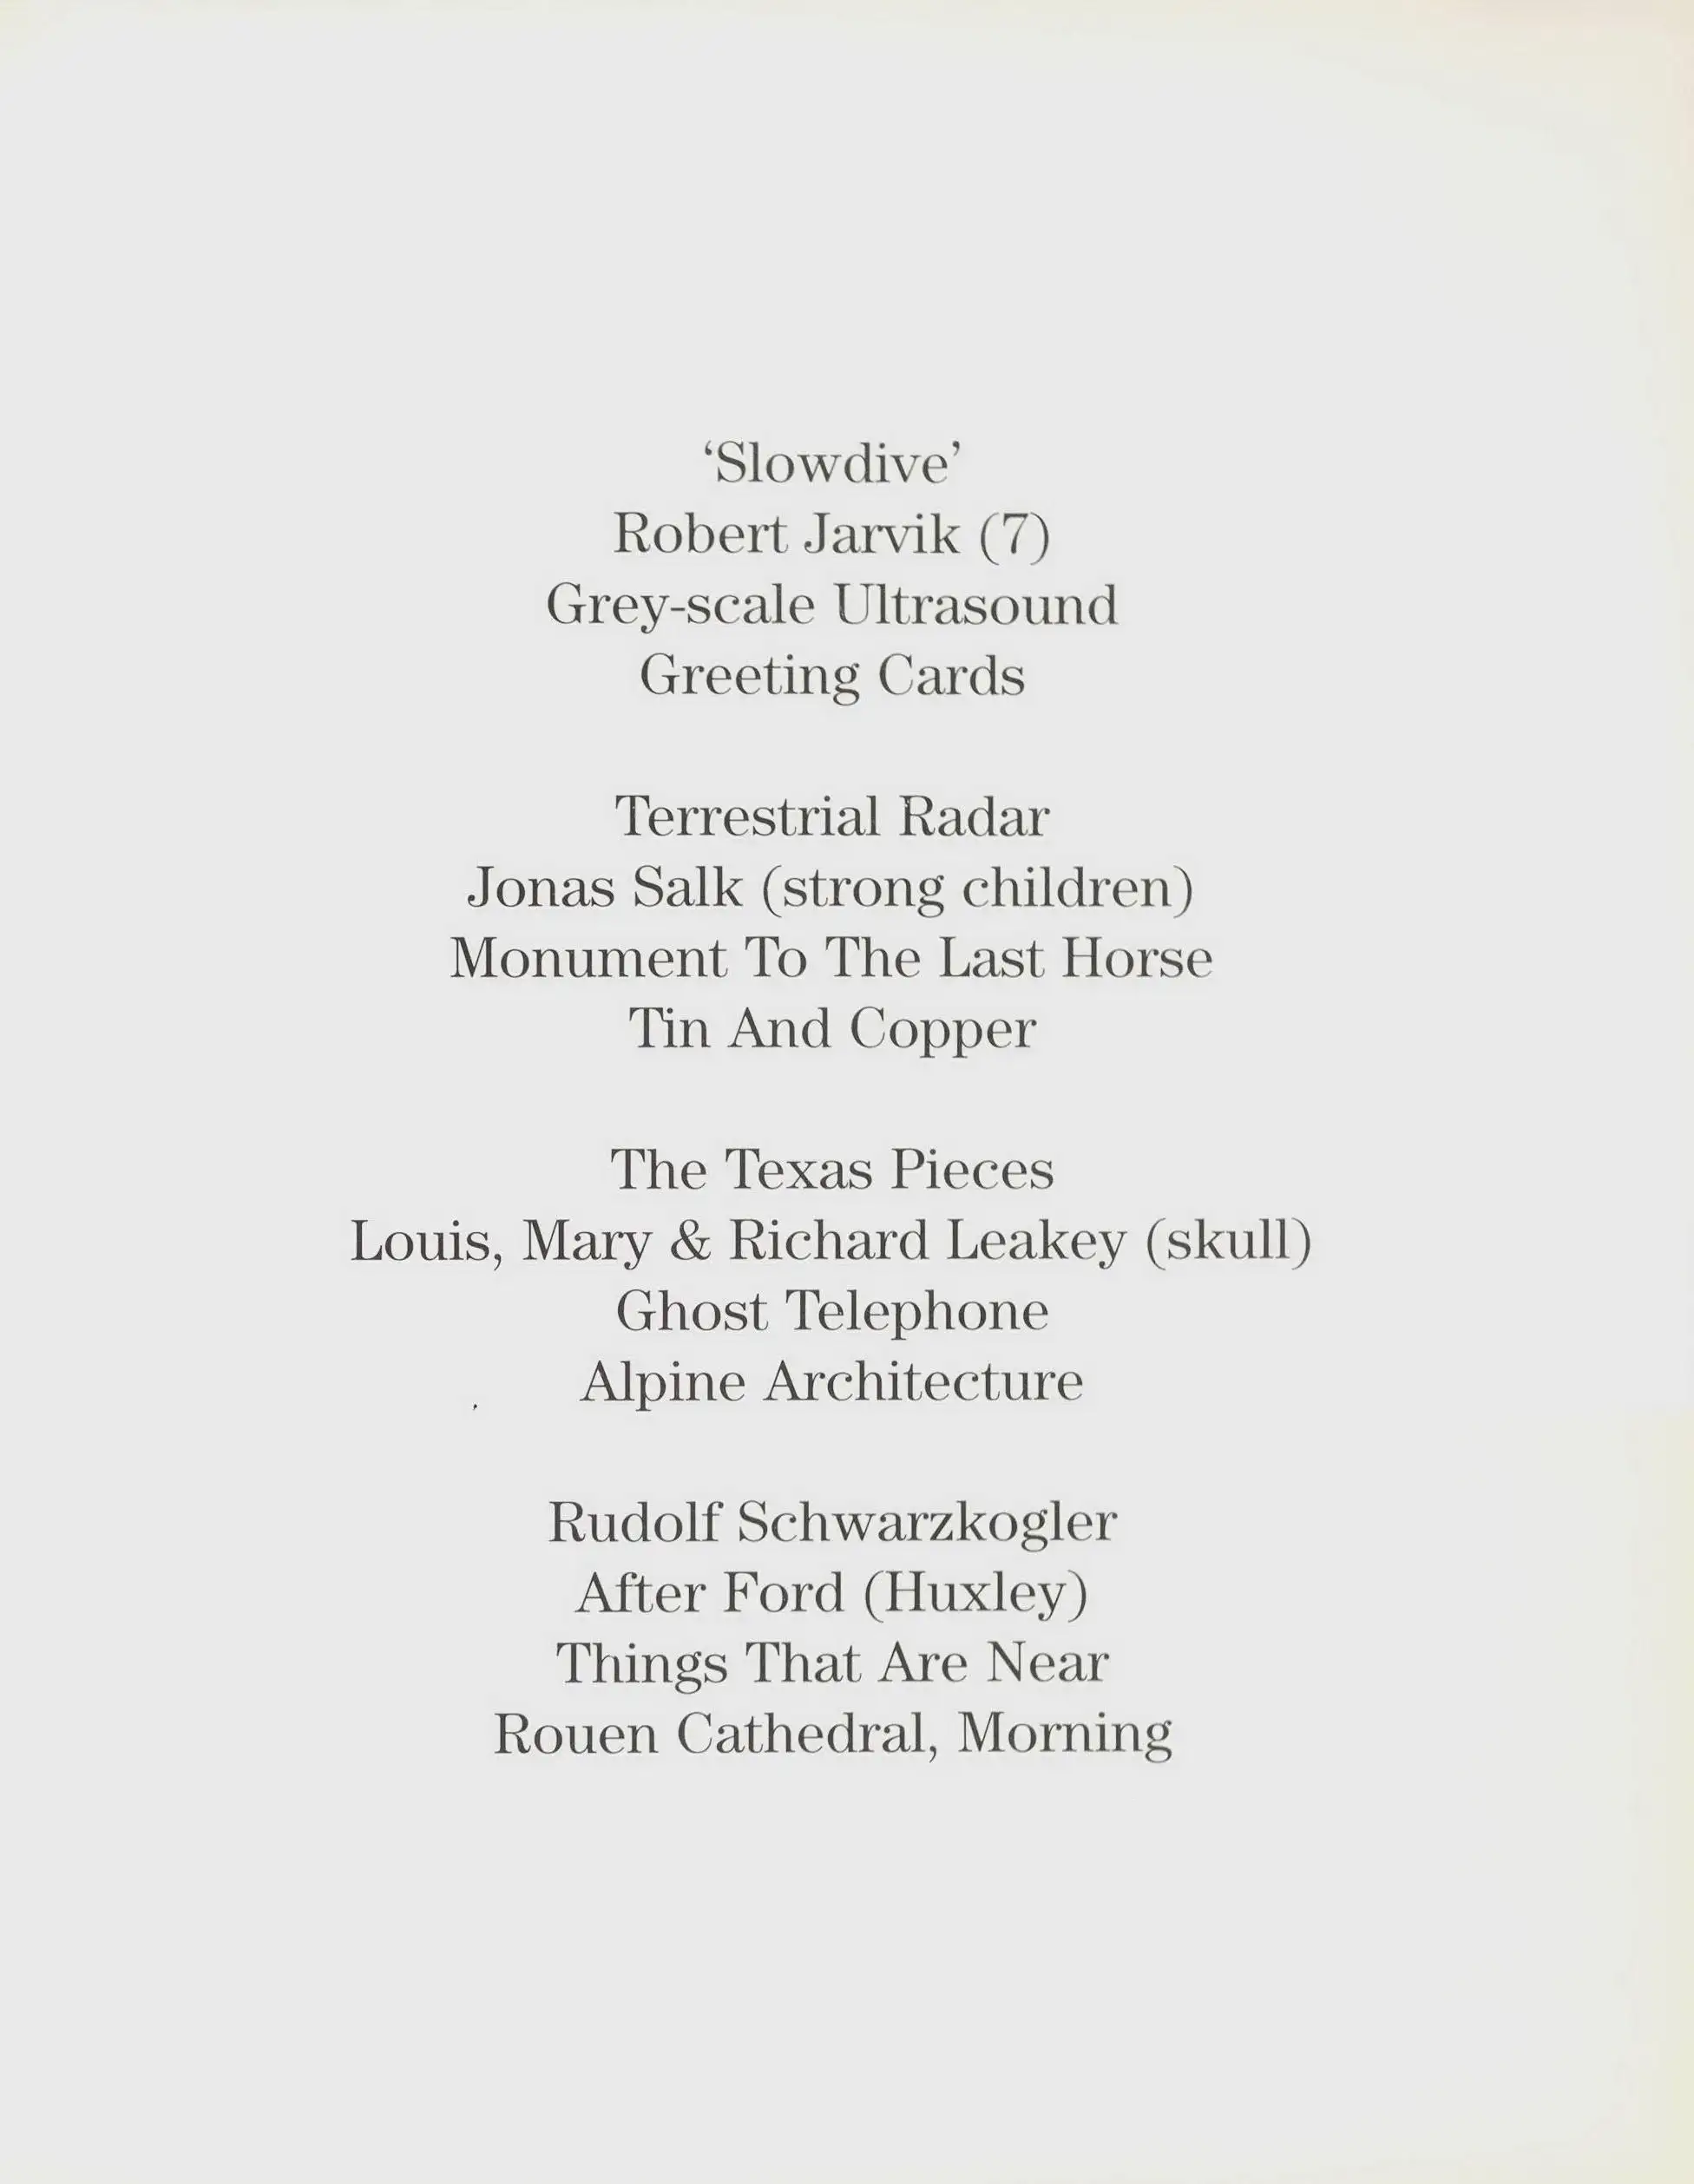 ‘Slowdive’
Robert Jarvik (7)
Grey-scale Ultrasound
Greeting Cards
Terrestrial Radar
Jonas Salk (strong children)
Monument To The Last Horse
Tin And Copper
The Texas Pieces
Louis, Mary & Richard Leakey (skull)
Ghost Telephone
Alpine Architecture
Rudolf Schwarzkogler
After Ford (Huxley)
Things That Are Near
Rouen Cathedral, Morning